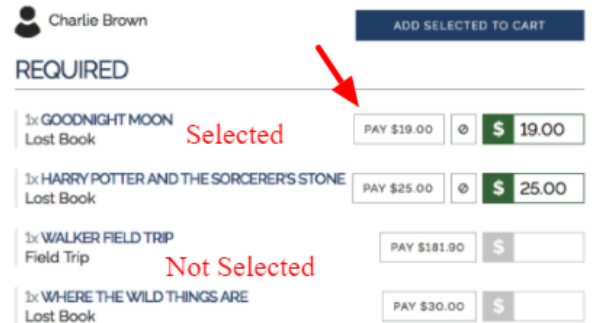 Charlie Brown
ADD SELECTED TO CART
REQUIRED
1x GOODNIGHT MOON
Lost Book
Selected
PAY $19.00 ⊘ $ 19.00
1x HARRY POTTER AND THE SORCERER'S STONE
Lost Book
PAY $25.00 ⊘ $ 25.00
1x WALKER FIELD TRIP
Field Trip
Not Selected
PAY $181.90 $
1x WHERE THE WILD THINGS ARE
Lost Book
PAY $30.00 $